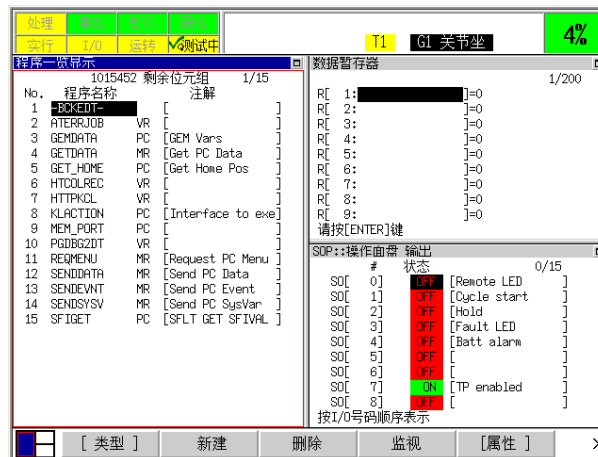 处理
实行 I/O 运转 测试中
T1 G1 关节坐 4%
程序一览显示
1015452 剩余位元组 1/15
No. 程序名称 注解
1 -BCKEDT- [ ]
2 ATERRJOB VR [ ]
3 GEMDATA PC [GEM Vars ]
4 GETDATA MR [Get PC Data ]
5 GET_HOME PC [Get Home Pos ]
6 HTCOLREC VR [ ]
7 HTTPKCL VR [ ]
8 KLACTION PC [Interface to exe]
9 MEM_PORT PC [ ]
10 PGDBG2DT VR [ ]
11 REQMENU MR [Request PC Menu ]
12 SENDDATA MR [Send PC Data ]
13 SENDEVNT MR [Send PC Event ]
14 SENDSYSV MR [Send PC SysVar ]
15 SFIGET PC [SFLT GET SFIVAL ]
数据暂存器
1/200
R[ 1: ]=0
R[ 2: ]=0
R[ 3: ]=0
R[ 4: ]=0
R[ 5: ]=0
R[ 6: ]=0
R[ 7: ]=0
R[ 8: ]=0
R[ 9: ]=0
请按[ENTER]键
SOP::操作面盘 输出
# 状态 0/15
SO[ 0] OFF [Remote LED ]
SO[ 1] OFF [Cycle start ]
SO[ 2] OFF [Hold ]
SO[ 3] OFF [Fault LED ]
SO[ 4] OFF [Batt alarm ]
SO[ 5] OFF [ ]
SO[ 6] OFF [ ]
SO[ 7] ON [TP enabled ]
SO[ 8] OFF [ ]
按I/O号码顺序表示
[ 类型 ] 新建 删除 监视 [属性 ] >